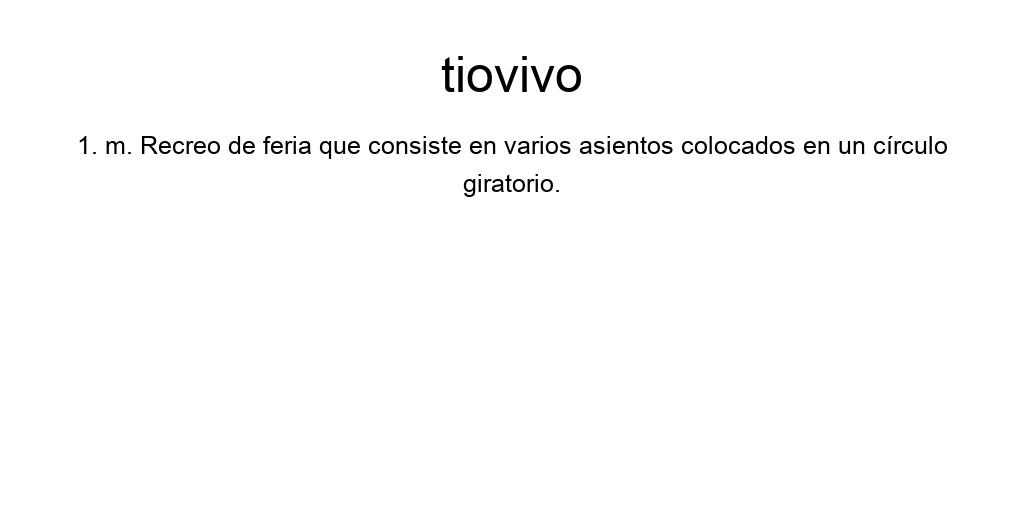 tiovivo
1. m. Recreo de feria que consiste en varios asientos colocados en un círculo
giratorio.